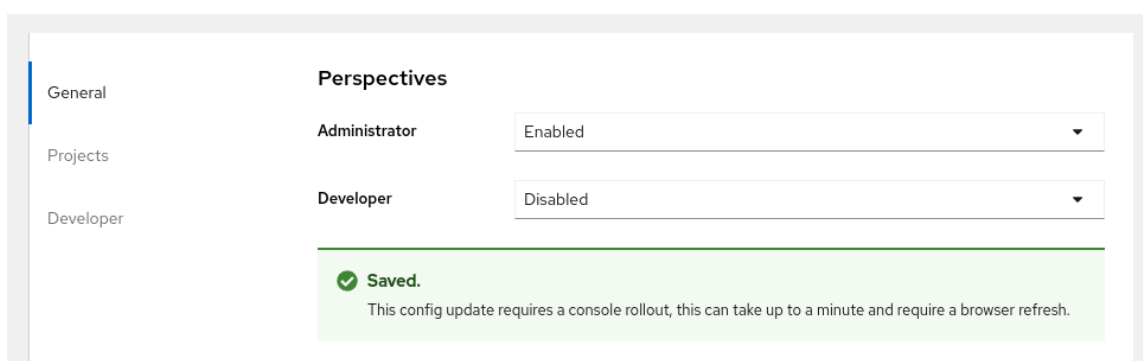 General
Projects
Developer
Perspectives
Administrator
Enabled
Developer
Disabled
Saved.
This config update requires a console rollout, this can take up to a minute and require a browser refresh.